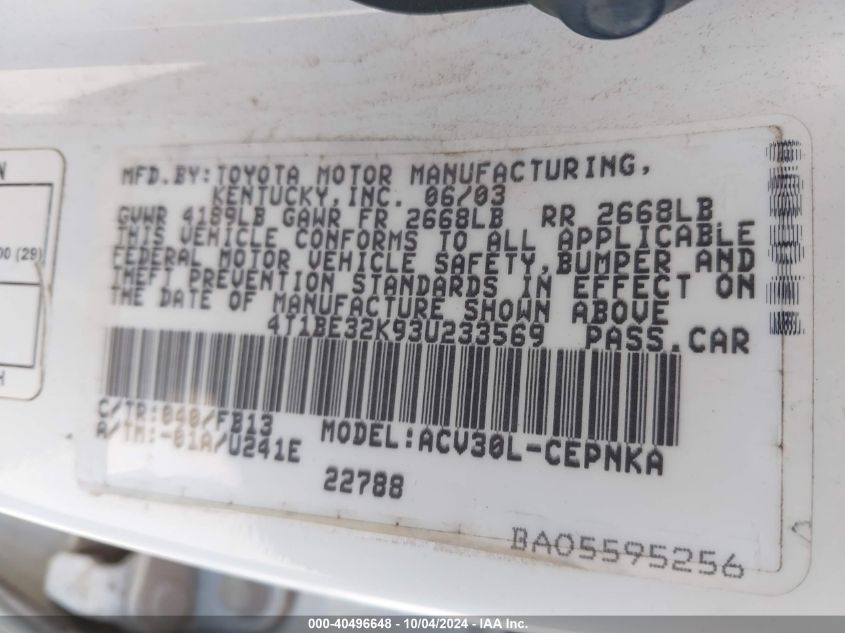 N
00 (29)
H
MFD.BY:TOYOTA MOTOR MANUFACTURING,
KENTUCKY,INC. 06/03
GVWR 4189LB GAWR FR 2668LB RR 2668LB
THIS VEHICLE CONFORMS TO ALL APPLICABLE
FEDERAL MOTOR VEHICLE SAFETY,BUMPER AND
THEFT PREVENTION STANDARDS IN EFFECT ON
THE DATE OF MANUFACTURE SHOWN ABOVE
4T1BE32K93U233569 PASS.CAR
C/TR:040/FB13
A/TM:-01A/U241E MODEL:ACV30L-CEPNKA
22788
BA05595256
000-40496648 - 10/04/2024 - IAA Inc.